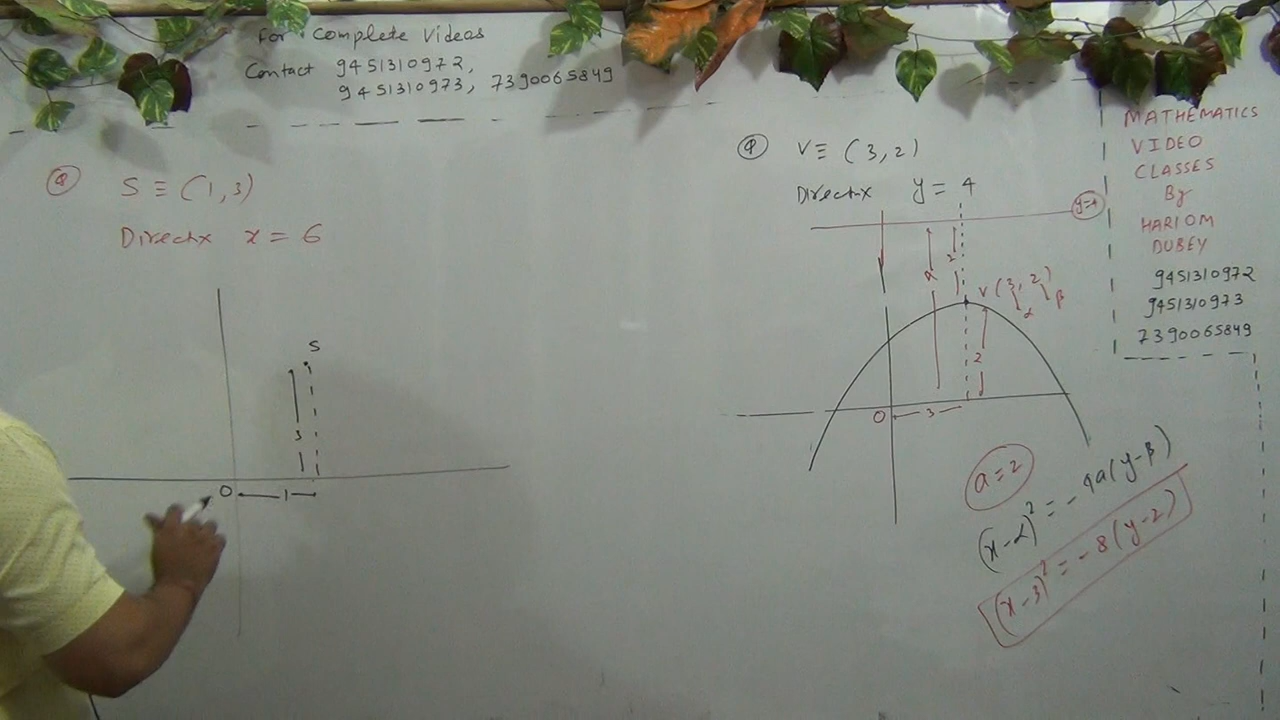 For Complete Videos
Contact 9451310972,
9451310973, 7390065849
Q S ≡ (1,3)
Directx x = 6
S
3
O 1
Q V ≡ (3,2)
Direct-x y = 4
y=4
α 2
V (3, 2)
α β
2
O 3
a=2
(x-α)² = -4a(y-β)
(x-3)² = -8(y-2)
MATHEMATICS
VIDEO
CLASSES
By
HARIOM
DUBEY
9451310972
9451310973
7390065849